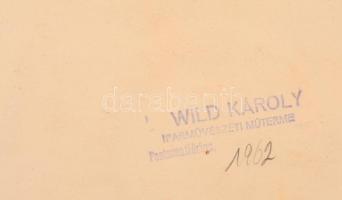 darabanth
WILD KÁROLY
IPARMŰVÉSZETI MŰTERME
1962